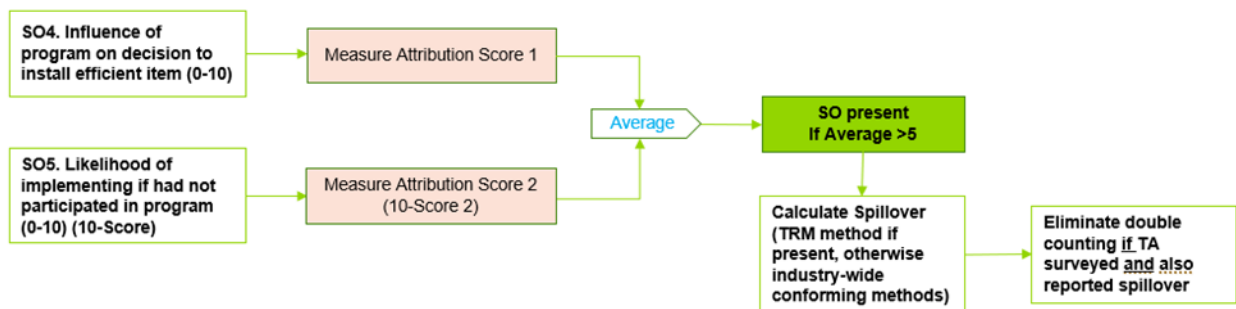 SO4. Influence of
program on decision to
install efficient item (0-10)
Measure Attribution Score 1
Average
SO present
If Average >5
SO5. Likelihood of
implementing if had not
participated in program
(0-10) (10-Score)
Measure Attribution Score 2
(10-Score 2)
Calculate Spillover
(TRM method if
present, otherwise
industry-wide
conforming methods)
Eliminate double
counting if TA
surveyed and also
reported spillover